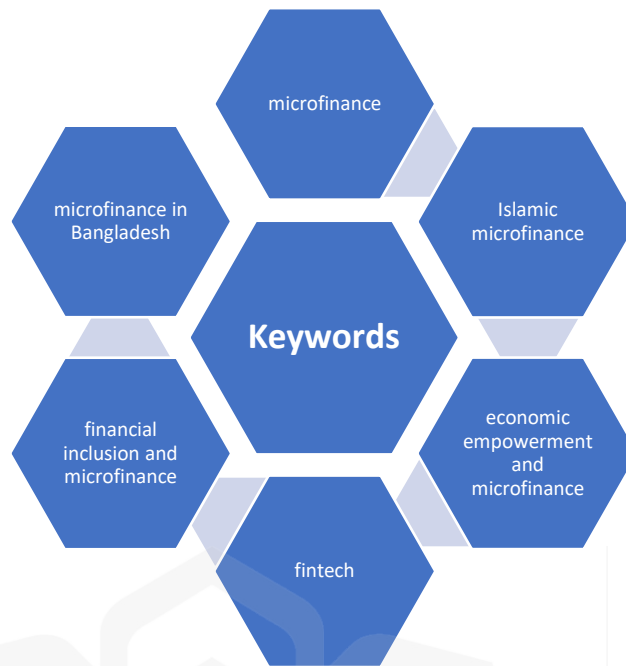 microfinance
Islamic
microfinance
economic
empowerment
and
microfinance
fintech
financial
inclusion and
microfinance
microfinance in
Bangladesh
Keywords